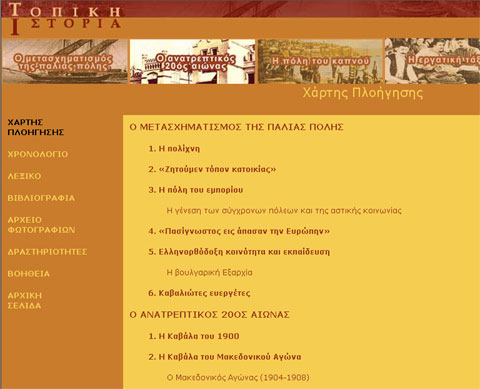 ΤΟΠΙΚΗ
ΙΣΤΟΡΙΑ
Ο μετασχηματισμός
της παλιάς πόλης
Ο ανατρεπτικός
20ός αιώνας
Η πόλη του καπνού
Η εργατική τάξ
Χάρτης Πλοήγησης
ΧΑΡΤΗΣ
ΠΛΟΗΓΗΣΗΣ
ΧΡΟΝΟΛΟΓΙΟ
ΛΕΞΙΚΟ
ΒΙΒΛΙΟΓΡΑΦΙΑ
ΑΡΧΕΙΟ
ΦΩΤΟΓΡΑΦΙΩΝ
ΔΡΑΣΤΗΡΙΟΤΗΤΕΣ
ΒΟΗΘΕΙΑ
ΑΡΧΙΚΗ
ΣΕΛΙΔΑ
Ο ΜΕΤΑΣΧΗΜΑΤΙΣΜΟΣ ΤΗΣ ΠΑΛΙΑΣ ΠΟΛΗΣ
1. Η πολίχνη
2. «Ζητούμεν τόπον κατοικίας»
3. Η πόλη του εμπορίου
Η γένεση των σύγχρονων πόλεων και της αστικής κοινωνίας
4. «Πασίγνωστος εις άπασαν την Ευρώπην»
5. Ελληνορθόδοξη κοινότητα και εκπαίδευση
Η βουλγαρική Εξαρχία
6. Καβαλιώτες ευεργέτες
Ο ΑΝΑΤΡΕΠΤΙΚΟΣ 20ΟΣ ΑΙΩΝΑΣ
1. Η Καβάλα του 1900
2. Η Καβάλα του Μακεδονικού Αγώνα
Ο Μακεδονικός Αγώνας (1904-1908)